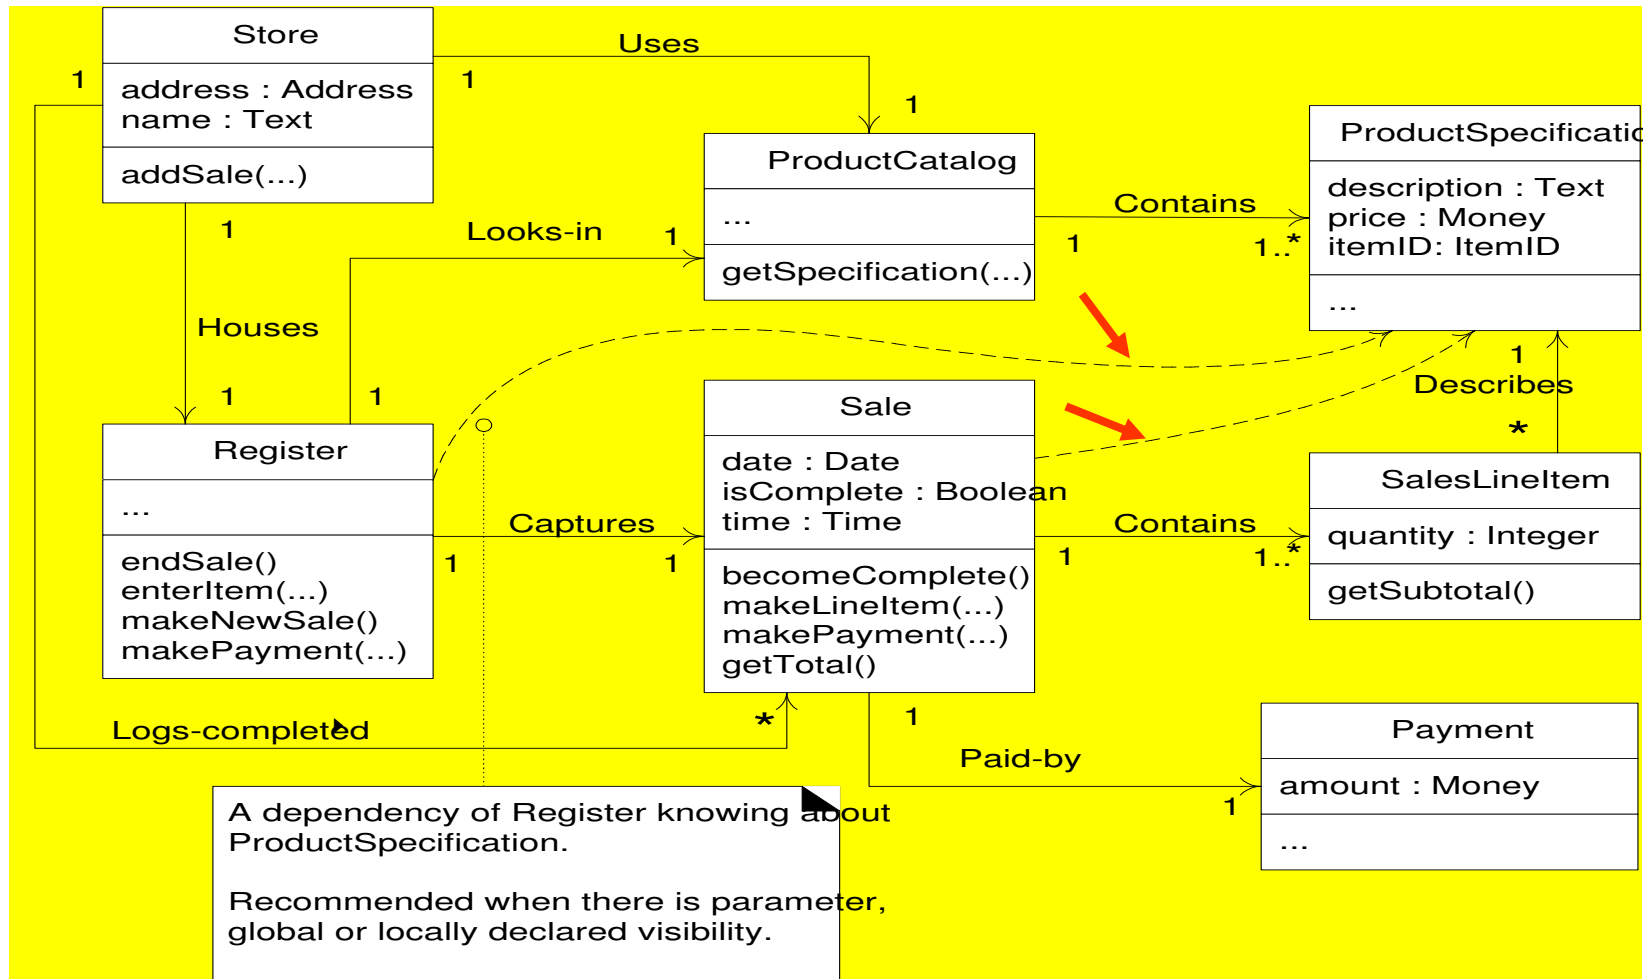 Store
address : Address
name : Text
addSale(...)
1
Uses
1
1
ProductCatalog
...
getSpecification(...)
Contains
1
1..*
ProductSpecificatio
description : Text
price : Money
itemID: ItemID
...
1
Looks-in
1
Houses
1
1
Register
...
endSale()
enterItem(...)
makeNewSale()
makePayment(...)
Captures
1
1
Sale
date : Date
isComplete : Boolean
time : Time
becomeComplete()
makeLineItem(...)
makePayment(...)
getTotal()
1
Describes
*
Contains
1
1..*
SalesLineItem
quantity : Integer
getSubtotal()
Logs-completed
*
1
Paid-by
1
Payment
amount : Money
...
A dependency of Register knowing about
ProductSpecification.
Recommended when there is parameter,
global or locally declared visibility.